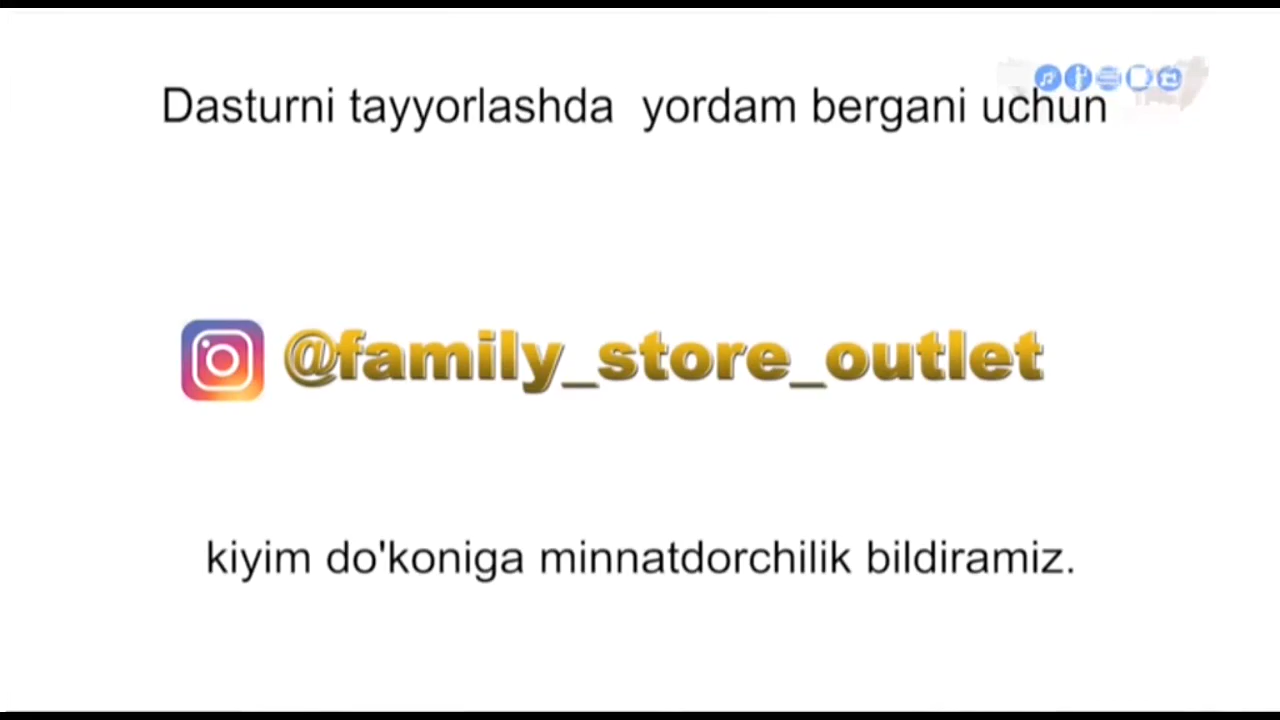 Dasturni tayyorlashda yordam bergani uchun
@family_store_outlet
kiyim do'koniga minnatdorchilik bildiramiz.